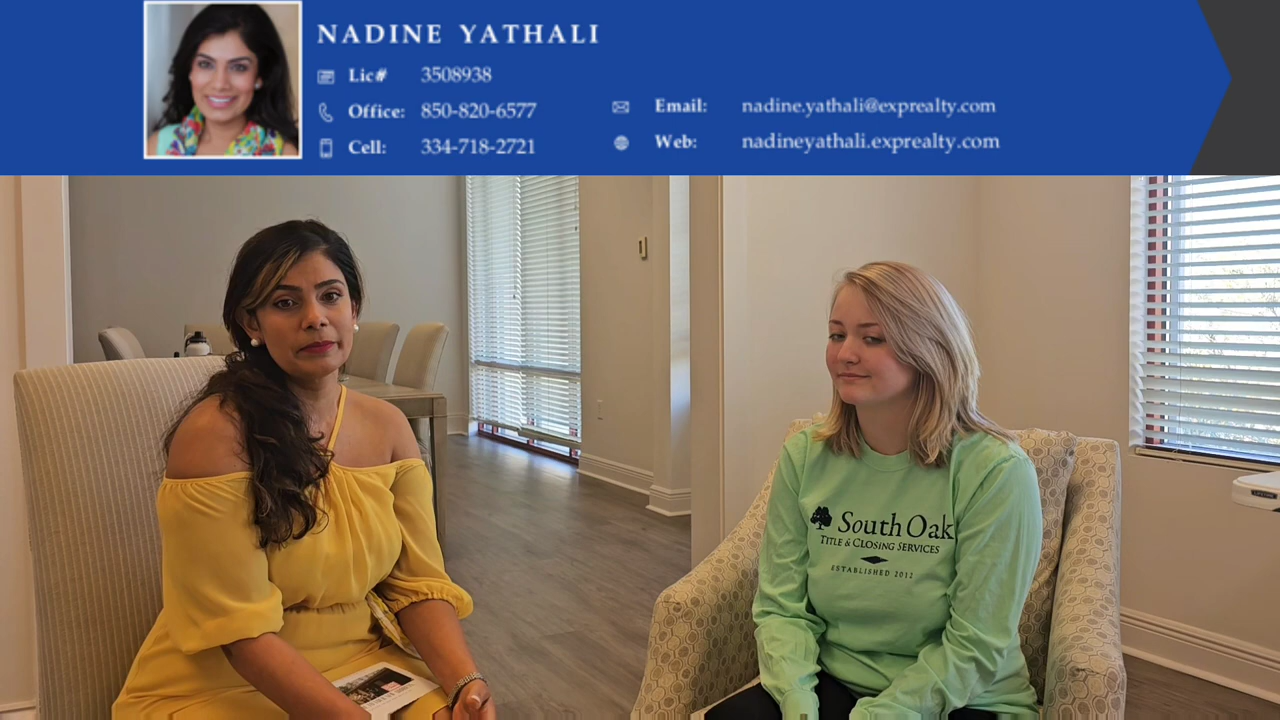 NADINE YATHALI
Lic# 3508938
Office: 850-820-6577
Cell: 334-718-2721
Email: nadine.yathali@exprealty.com
Web: nadineyathali.exprealty.com
South Oak
TITLE & CLOSING SERVICES
ESTABLISHED 2012